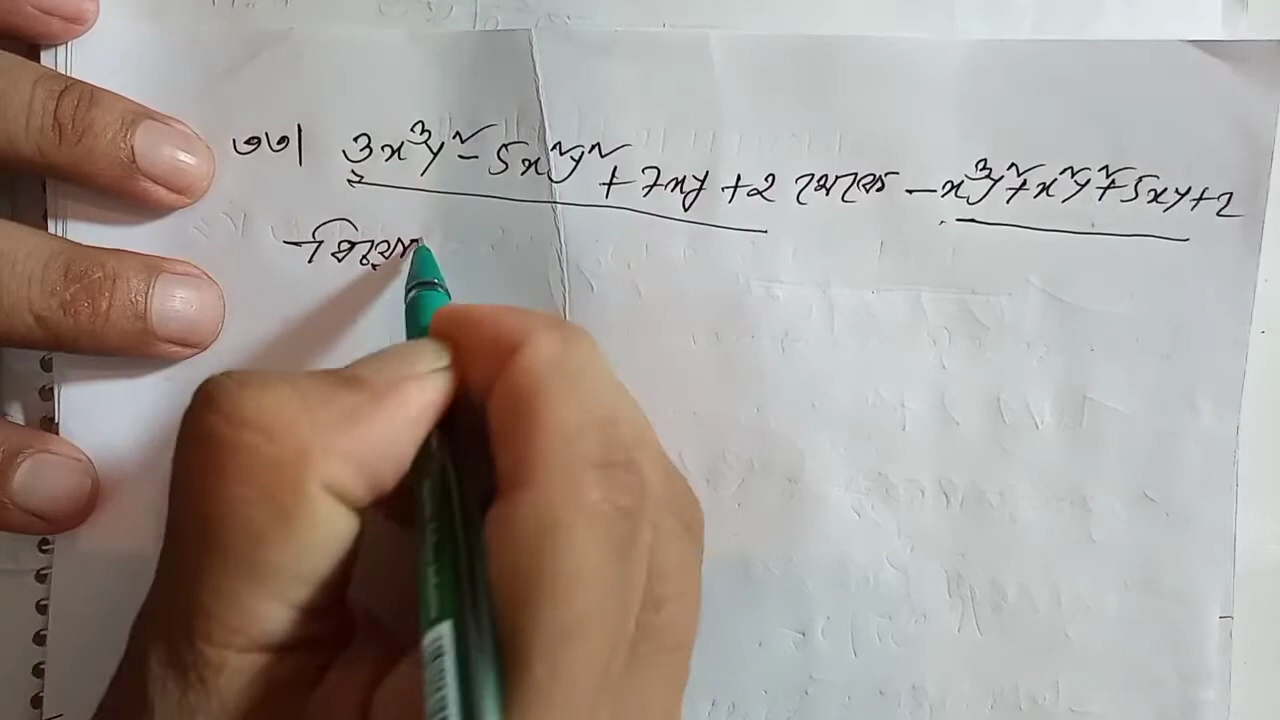 ৩৩। 3x³y² - 5x²y² + 7xy + 2 থেকে -x³y² + x²y² + 5xy + 2
বিয়োগ